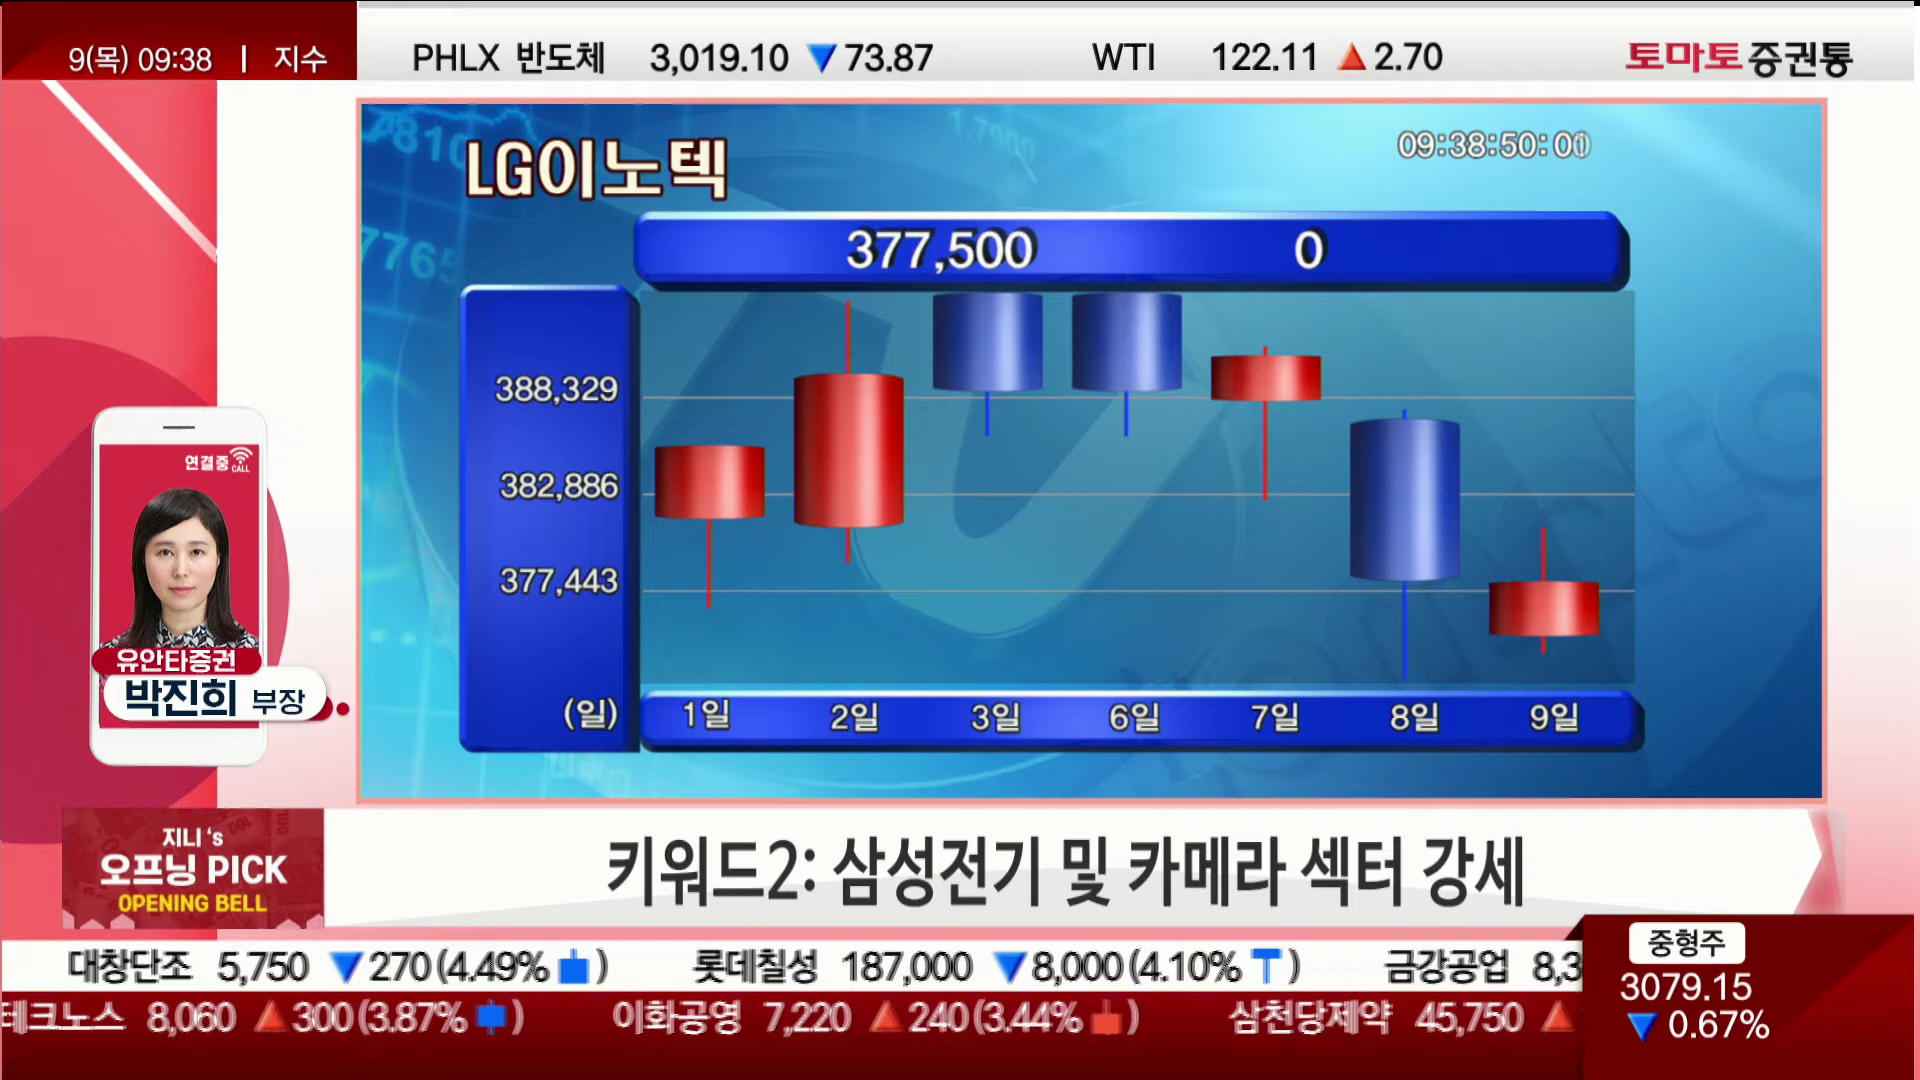 9(목) 09:38 | 지수
PHLX 반도체 3,019.10 ▼73.87 WTI 122.11 ▲2.70
토마토증권통
LG이노텍
09:38:50:00
377,500 0
388,329
382,886
377,443
(일) 1일 2일 3일 6일 7일 8일 9일
연결중
CALL
유안타증권
박진희 부장
지니 's
오프닝 PICK
OPENING BELL
키워드2: 삼성전기 및 카메라 섹터 강세
대창단조 5,750 ▼270(4.49%) 롯데칠성 187,000 ▼8,000(4.10%) 금강공업 8,3
테크노스 8,060 ▲300(3.87%) 이화공영 7,220 ▲240(3.44%) 삼천당제약 45,750 ▲
중형주
3079.15
▼0.67%